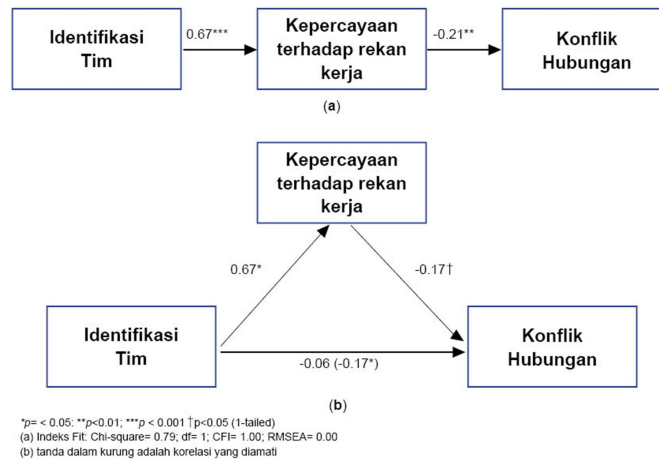 Identifikasi
Tim
0.67***
Kepercayaan
terhadap rekan
kerja
-0.21**
Konflik
Hubungan
(a)
Kepercayaan
terhadap rekan
kerja
0.67*
-0.17†
Identifikasi
Tim
-0.06 (-0.17*)
Konflik
Hubungan
(b)
*p= < 0.05: **p<0.01; ***p < 0.001 †p<0.05 (1-tailed)
(a) Indeks Fit: Chi-square= 0.79; df= 1; CFI= 1.00; RMSEA= 0.00
(b) tanda dalam kurung adalah korelasi yang diamati